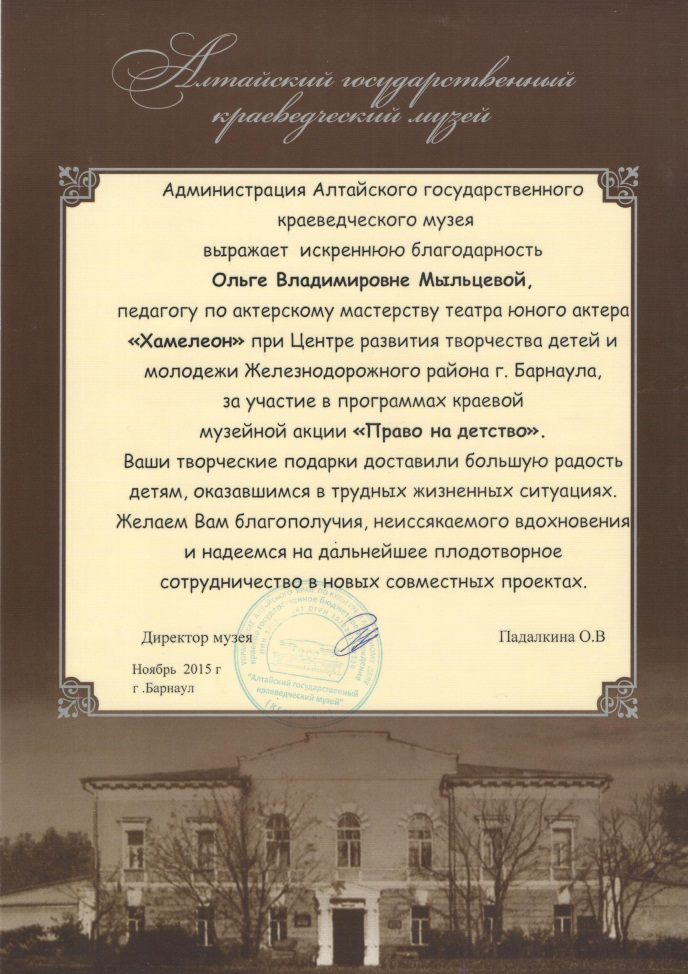 Алтайский государственный
краеведческий музей
Администрация Алтайского государственного
краеведческого музея
выражает искреннюю благодарность
Ольге Владимировне Мыльцевой,
педагогу по актерскому мастерству театра юного актера
«Хамелеон» при Центре развития творчества детей и
молодежи Железнодорожного района г. Барнаула,
за участие в программах краевой
музейной акции «Право на детство».
Ваши творческие подарки доставили большую радость
детям, оказавшимся в трудных жизненных ситуациях.
Желаем Вам благополучия, неиссякаемого вдохновения
и надеемся на дальнейшее плодотворное
сотрудничество в новых совместных проектах.
Директор музея Падалкина О.В
Ноябрь 2015 г
г .Барнаул
"Алтайский государственный
краеведческий музей"